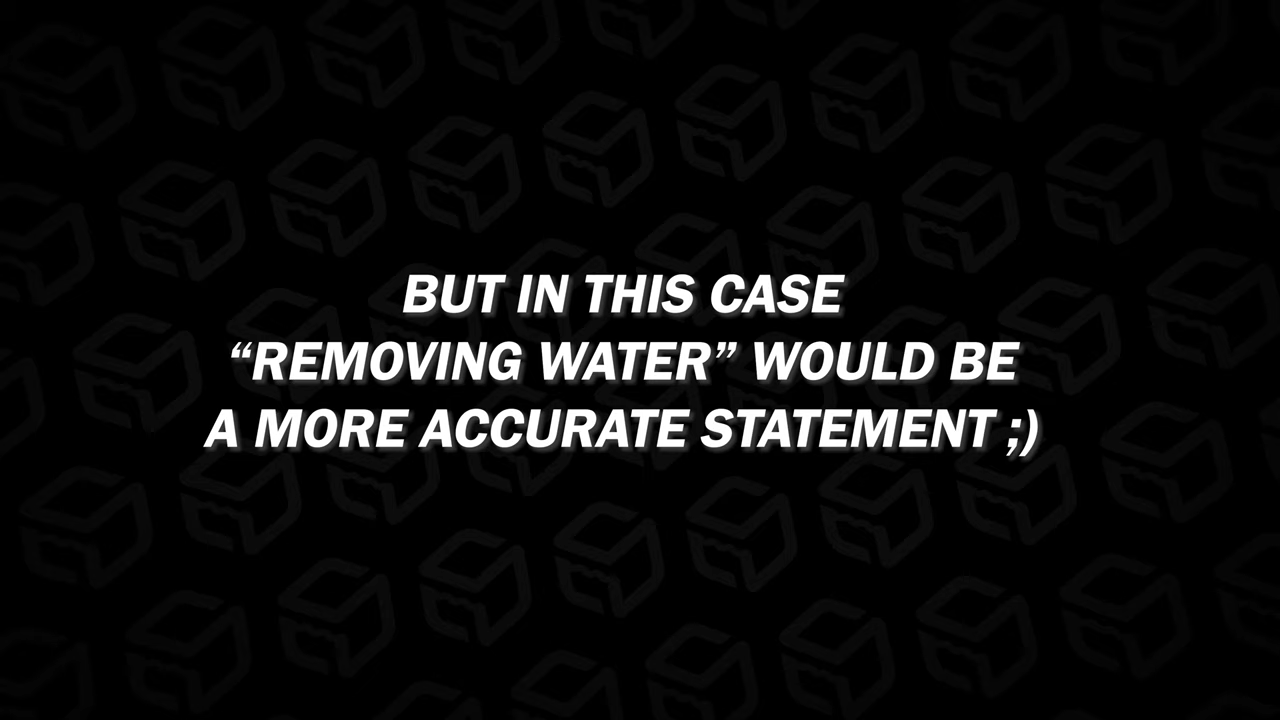 BUT IN THIS CASE
“REMOVING WATER” WOULD BE
A MORE ACCURATE STATEMENT ;)